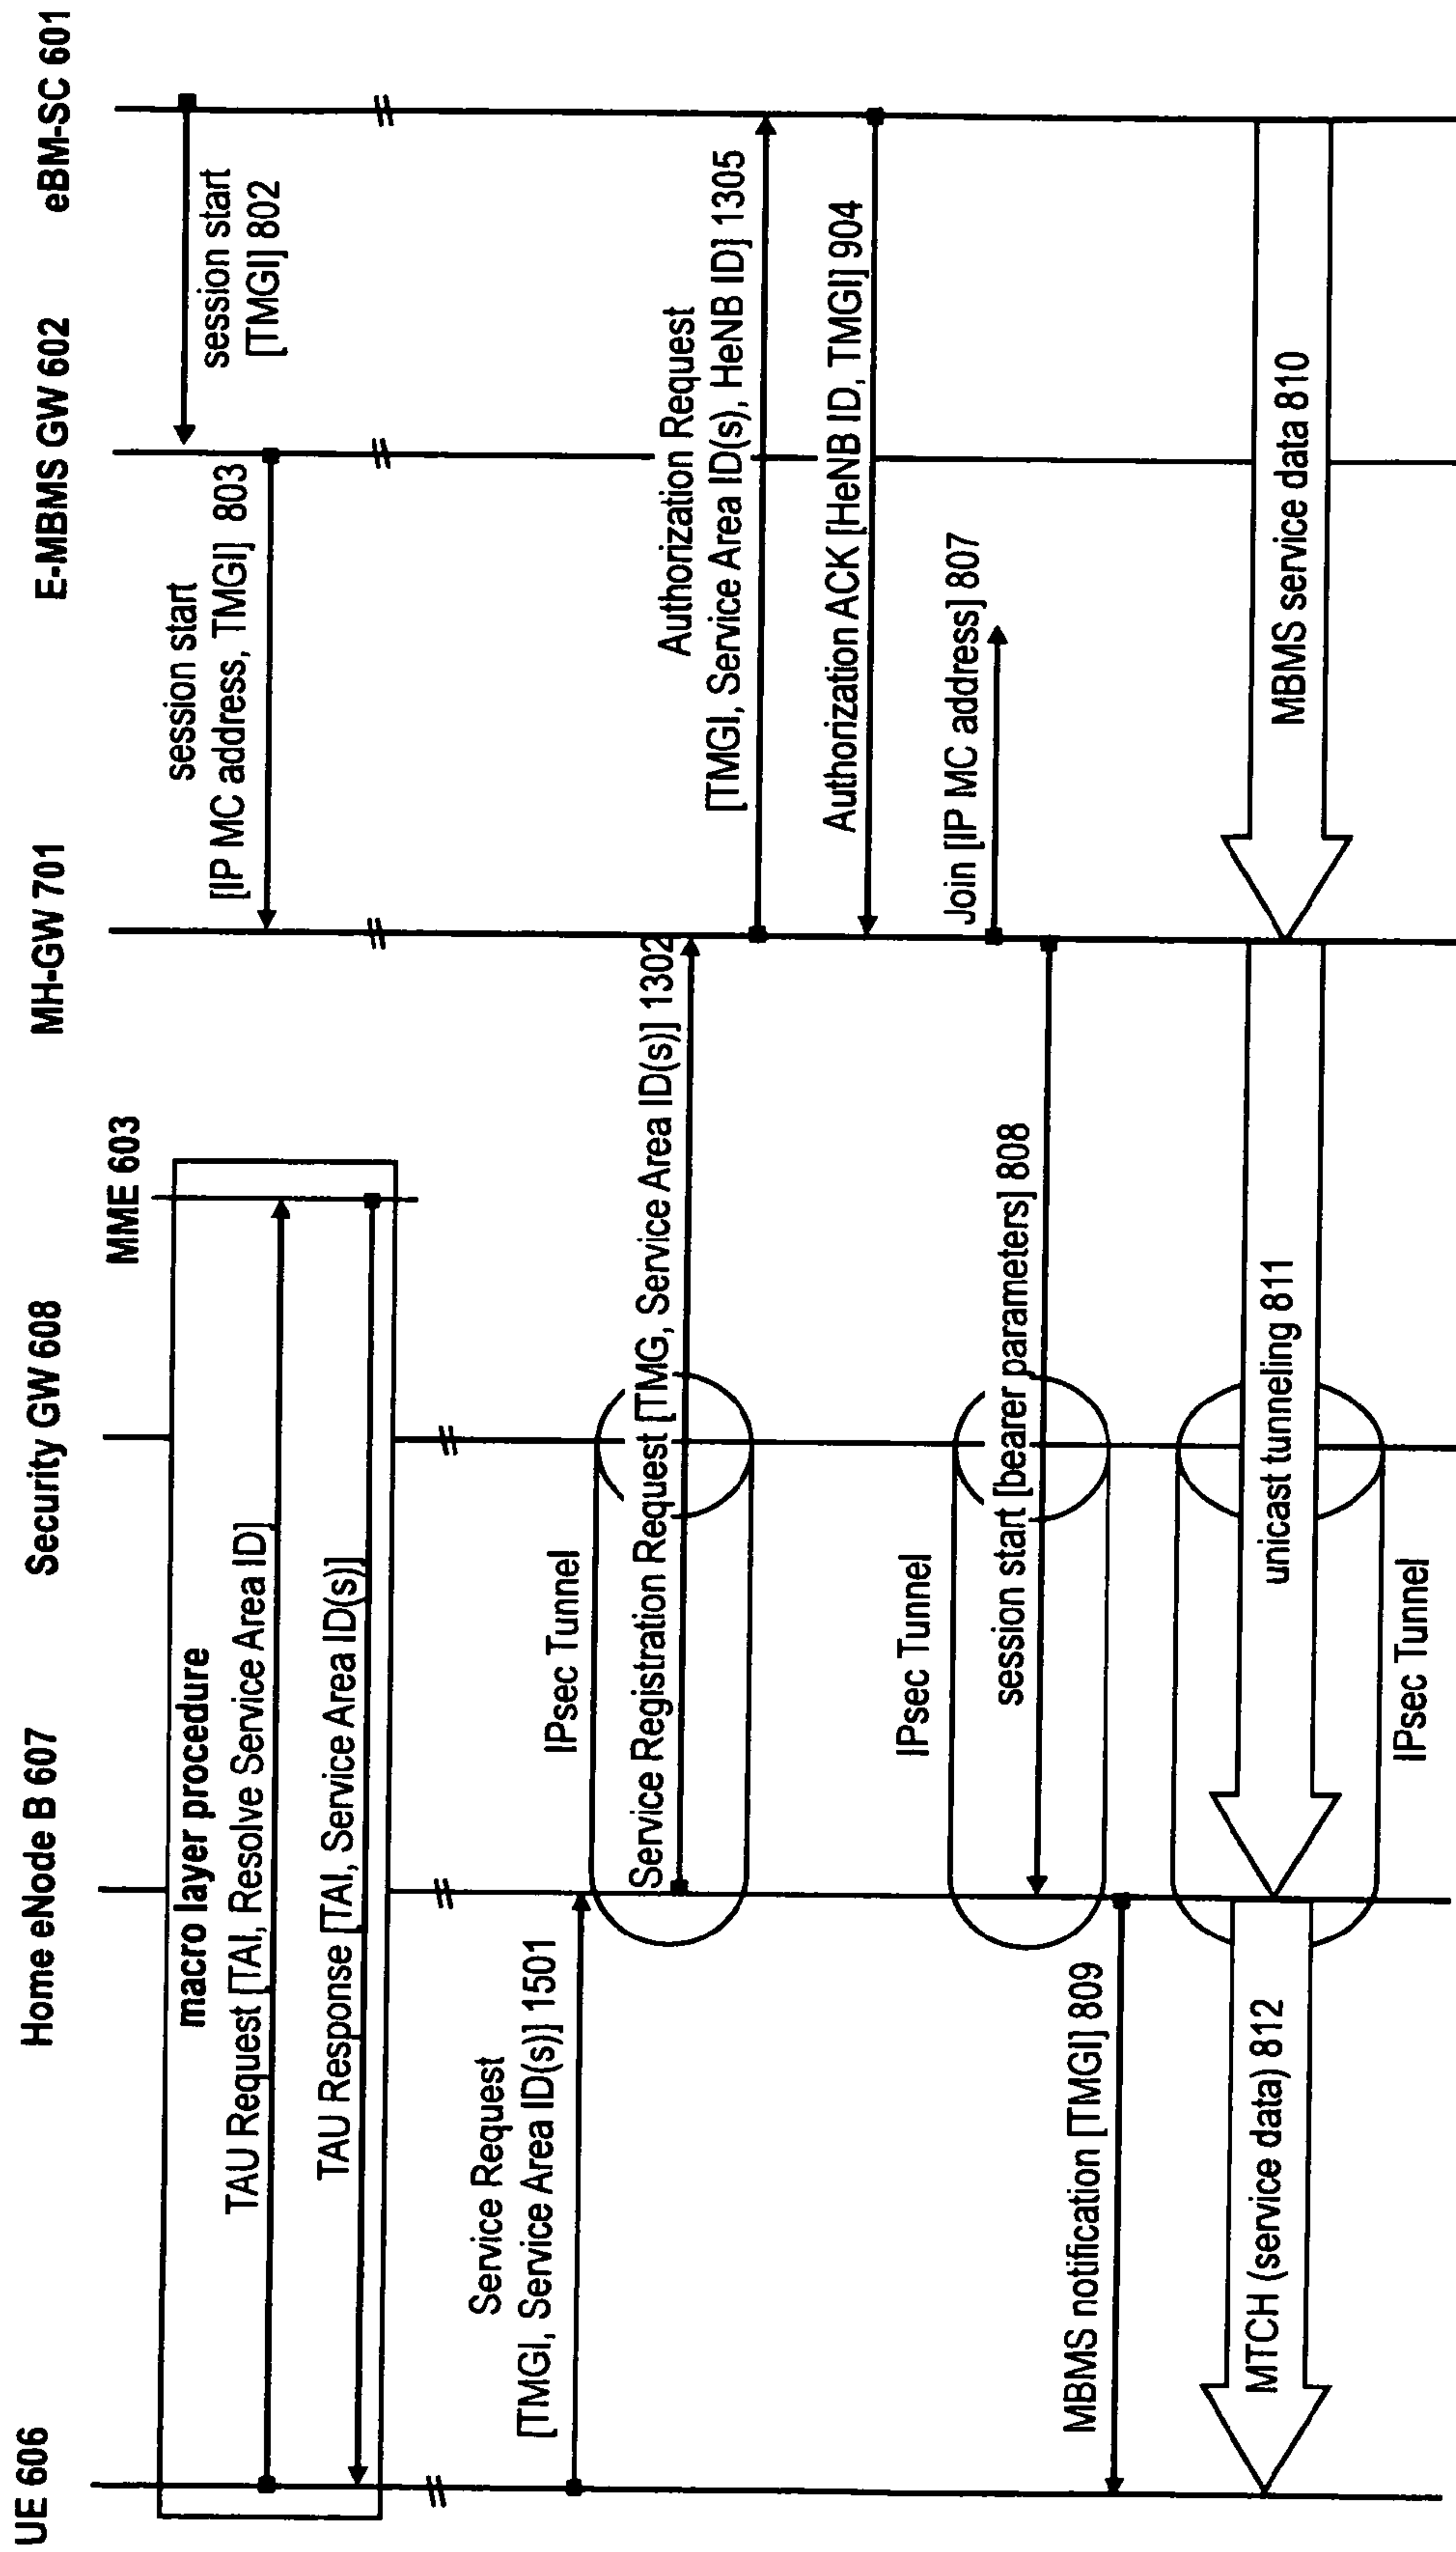 UE 606
Home eNode B 607
Security GW 608
MME 603
MH-GW 701
E-MBMS GW 602
eBM-SC 601
macro layer procedure
TAU Request [TAI, Resolve Service Area ID]
TAU Response [TAI, Service Area ID(s)]
session start
[TMGI] 802
session start
[IP MC address, TMGI] 803
Service Request
[TMGI, Service Area ID(s)] 1501
IPsec Tunnel
Service Registration Request [TMG, Service Area ID(s)] 1302
Authorization Request
[TMGI, Service Area ID(s), HeNB ID] 1305
Authorization ACK [HeNB ID, TMGI] 904
Join [IP MC address] 807
IPsec Tunnel
session start [bearer parameters] 808
MBMS notification [TMGI] 809
MBMS service data 810
unicast tunneling 811
MTCH (service data) 812
IPsec Tunnel